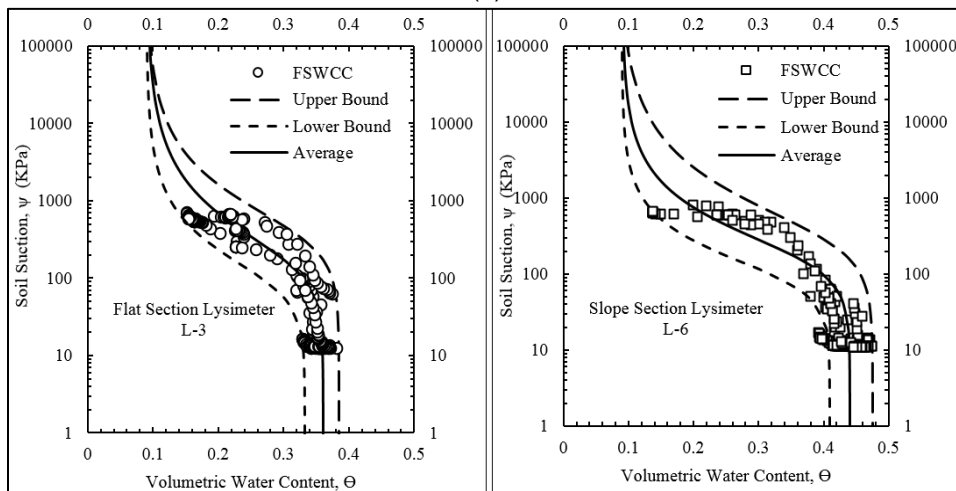 0 0.1 0.2 0.3 0.4 0.5
100000 100000
FSWCC
Upper Bound
10000 10000
Lower Bound
Average
1000 1000
100 100
Flat Section Lysimeter
L-3
10 10
1 1
0 0.1 0.2 0.3 0.4 0.5
Soil Suction, ψ (KPa)
Volumetric Water Content, Ɵ
0 0.1 0.2 0.3 0.4 0.5
100000 100000
FSWCC
Upper Bound
10000 10000
Lower Bound
Average
1000 1000
100 100
Slope Section Lysimeter
L-6
10 10
1 1
0 0.1 0.2 0.3 0.4 0.5
Soil Suction, ψ (KPa)
Volumetric Water Content, Ɵ